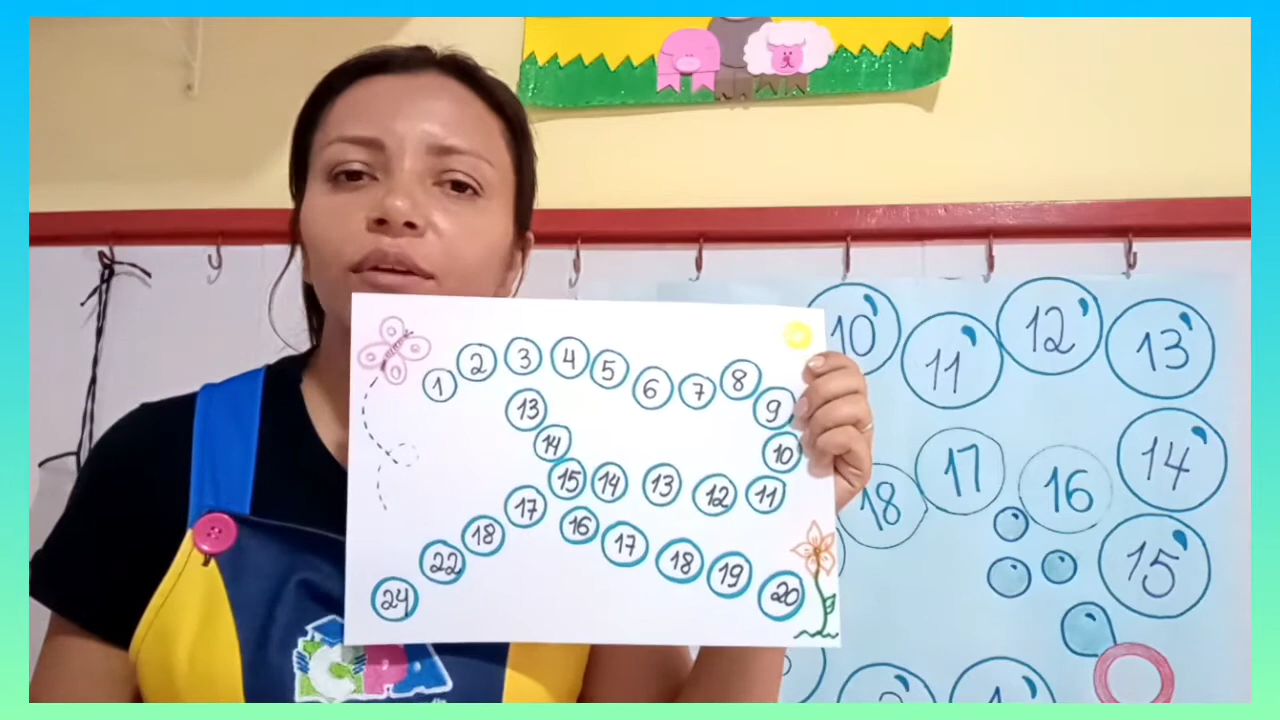 1 2 3 4 5 6 7 8 9
10
11 12 13 14 15 14 13
16 17 18 19 20
17 18 22 24
10 11 12 13
14
15
16 17 18
CPA